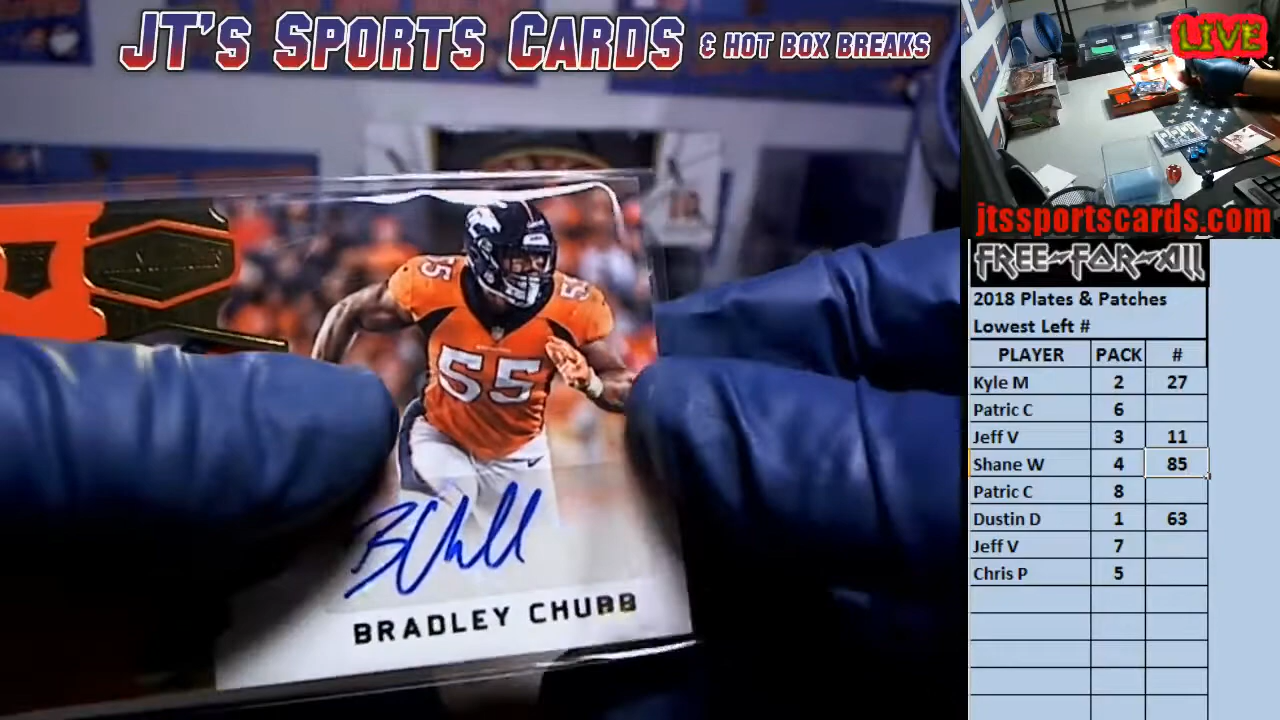 JT'S SPORTS CARDS & HOT BOX BREAKS
LIVE
jtssportscards.com
FREE-FOR-ALL
2018 Plates & Patches
Lowest Left #
PLAYER PACK #
Kyle M 2 27
Patric C 6
Jeff V 3 11
Shane W 4 85
Patric C 8
Dustin D 1 63
Jeff V 7
Chris P 5
55
55
55
B Chubb
BRADLEY CHUBB